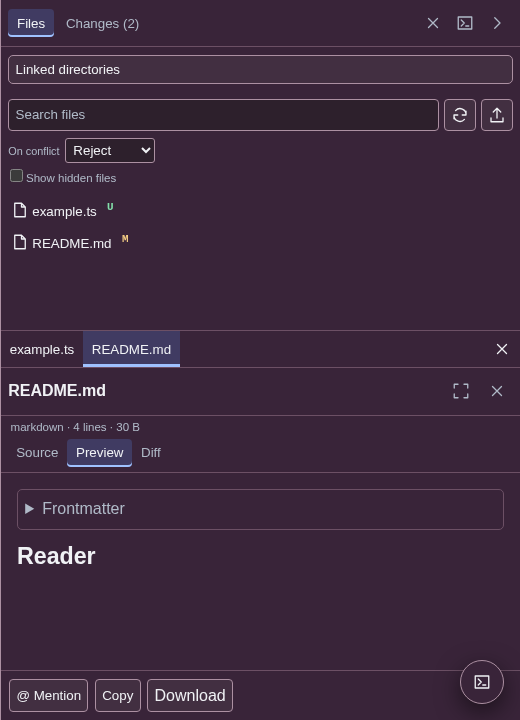 Files Changes (2)
Linked directories
Search files
On conflict Reject
Show hidden files
example.ts U
README.md M
example.ts README.md
README.md
markdown · 4 lines · 30 B
Source Preview Diff
Frontmatter
Reader
@ Mention Copy Download